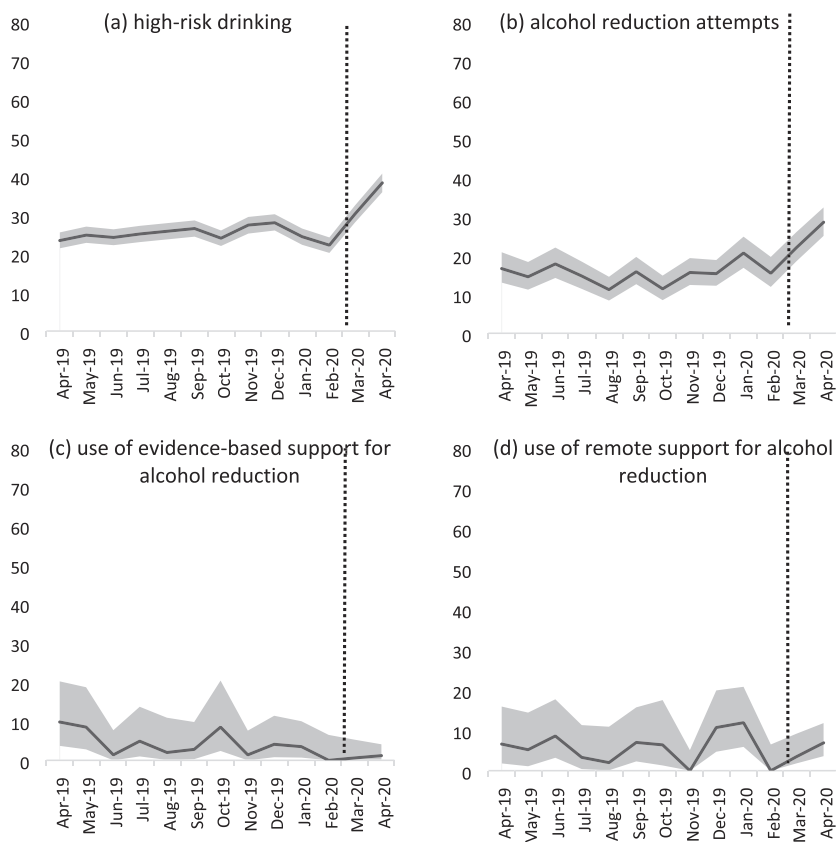 (a) high-risk drinking
80
70
60
50
40
30
20
10
0
Apr-19
May-19
Jun-19
Jul-19
Aug-19
Sep-19
Oct-19
Nov-19
Dec-19
Jan-20
Feb-20
Mar-20
Apr-20
(b) alcohol reduction attempts
80
70
60
50
40
30
20
10
0
Apr-19
May-19
Jun-19
Jul-19
Aug-19
Sep-19
Oct-19
Nov-19
Dec-19
Jan-20
Feb-20
Mar-20
Apr-20
(c) use of evidence-based support for
alcohol reduction
80
70
60
50
40
30
20
10
0
Apr-19
May-19
Jun-19
Jul-19
Aug-19
Sep-19
Oct-19
Nov-19
Dec-19
Jan-20
Feb-20
Mar-20
Apr-20
(d) use of remote support for alcohol
reduction
80
70
60
50
40
30
20
10
0
Apr-19
May-19
Jun-19
Jul-19
Aug-19
Sep-19
Oct-19
Nov-19
Dec-19
Jan-20
Feb-20
Mar-20
Apr-20